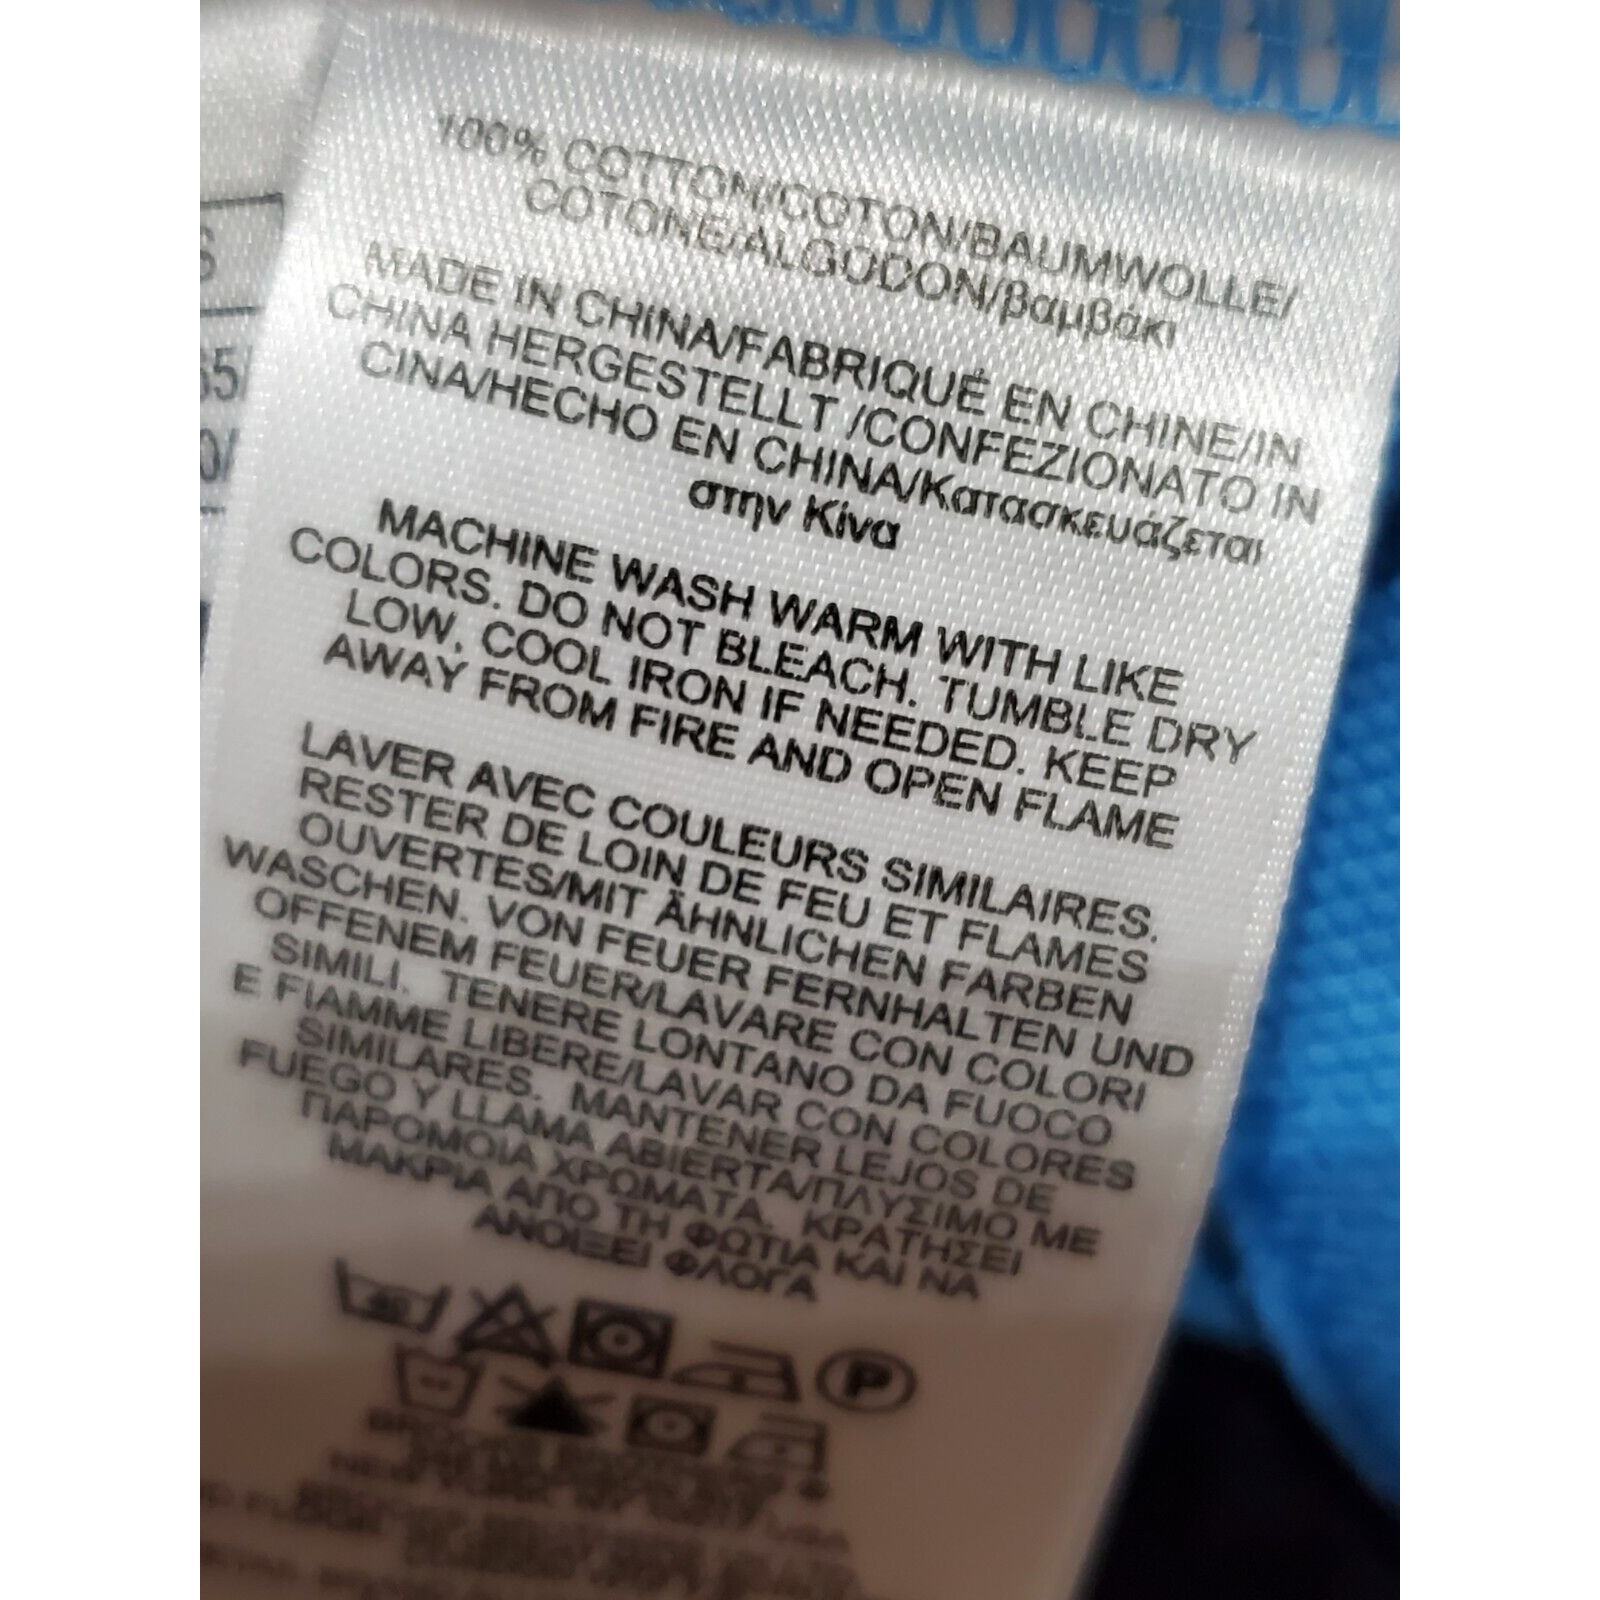 100% COTTON/COTON/BAUMWOLLE/
COTONE/ALGODON/βαμβάκι
MADE IN CHINA/FABRIQUÉ EN CHINE/IN
CHINA HERGESTELLT /CONFEZIONATO IN
CINA/HECHO EN CHINA/Κατασκευάζεται
στην Κίνα
MACHINE WASH WARM WITH LIKE
COLORS. DO NOT BLEACH. TUMBLE DRY
LOW, COOL IRON IF NEEDED. KEEP
AWAY FROM FIRE AND OPEN FLAME
LAVER AVEC COULEURS SIMILAIRES.
RESTER DE LOIN DE FEU ET FLAMES
OUVERTES/MIT ÄHNLICHEN FARBEN
WASCHEN. VON FEUER FERNHALTEN UND
OFFENEM FEUER/LAVARE CON COLORI
SIMILI. TENERE LONTANO DA FUOCO
E FIAMME LIBERE/LAVAR CON COLORES
SIMILARES. MANTENER LEJOS DE
FUEGO Y LLAMA ABIERTA/ΠΛΥΣΙΜΟ ΜΕ
ΠΑΡΟΜΟΙΑ ΧΡΩΜΑΤΑ. ΚΡΑΤΗΣΕΙ
ΜΑΚΡΙΑ ΑΠΟ ΤΗ ΦΩΤΙΑ ΚΑΙ ΝΑ
ΑΝΟΙΞΕΙ ΦΛΟΓΑ
40
P